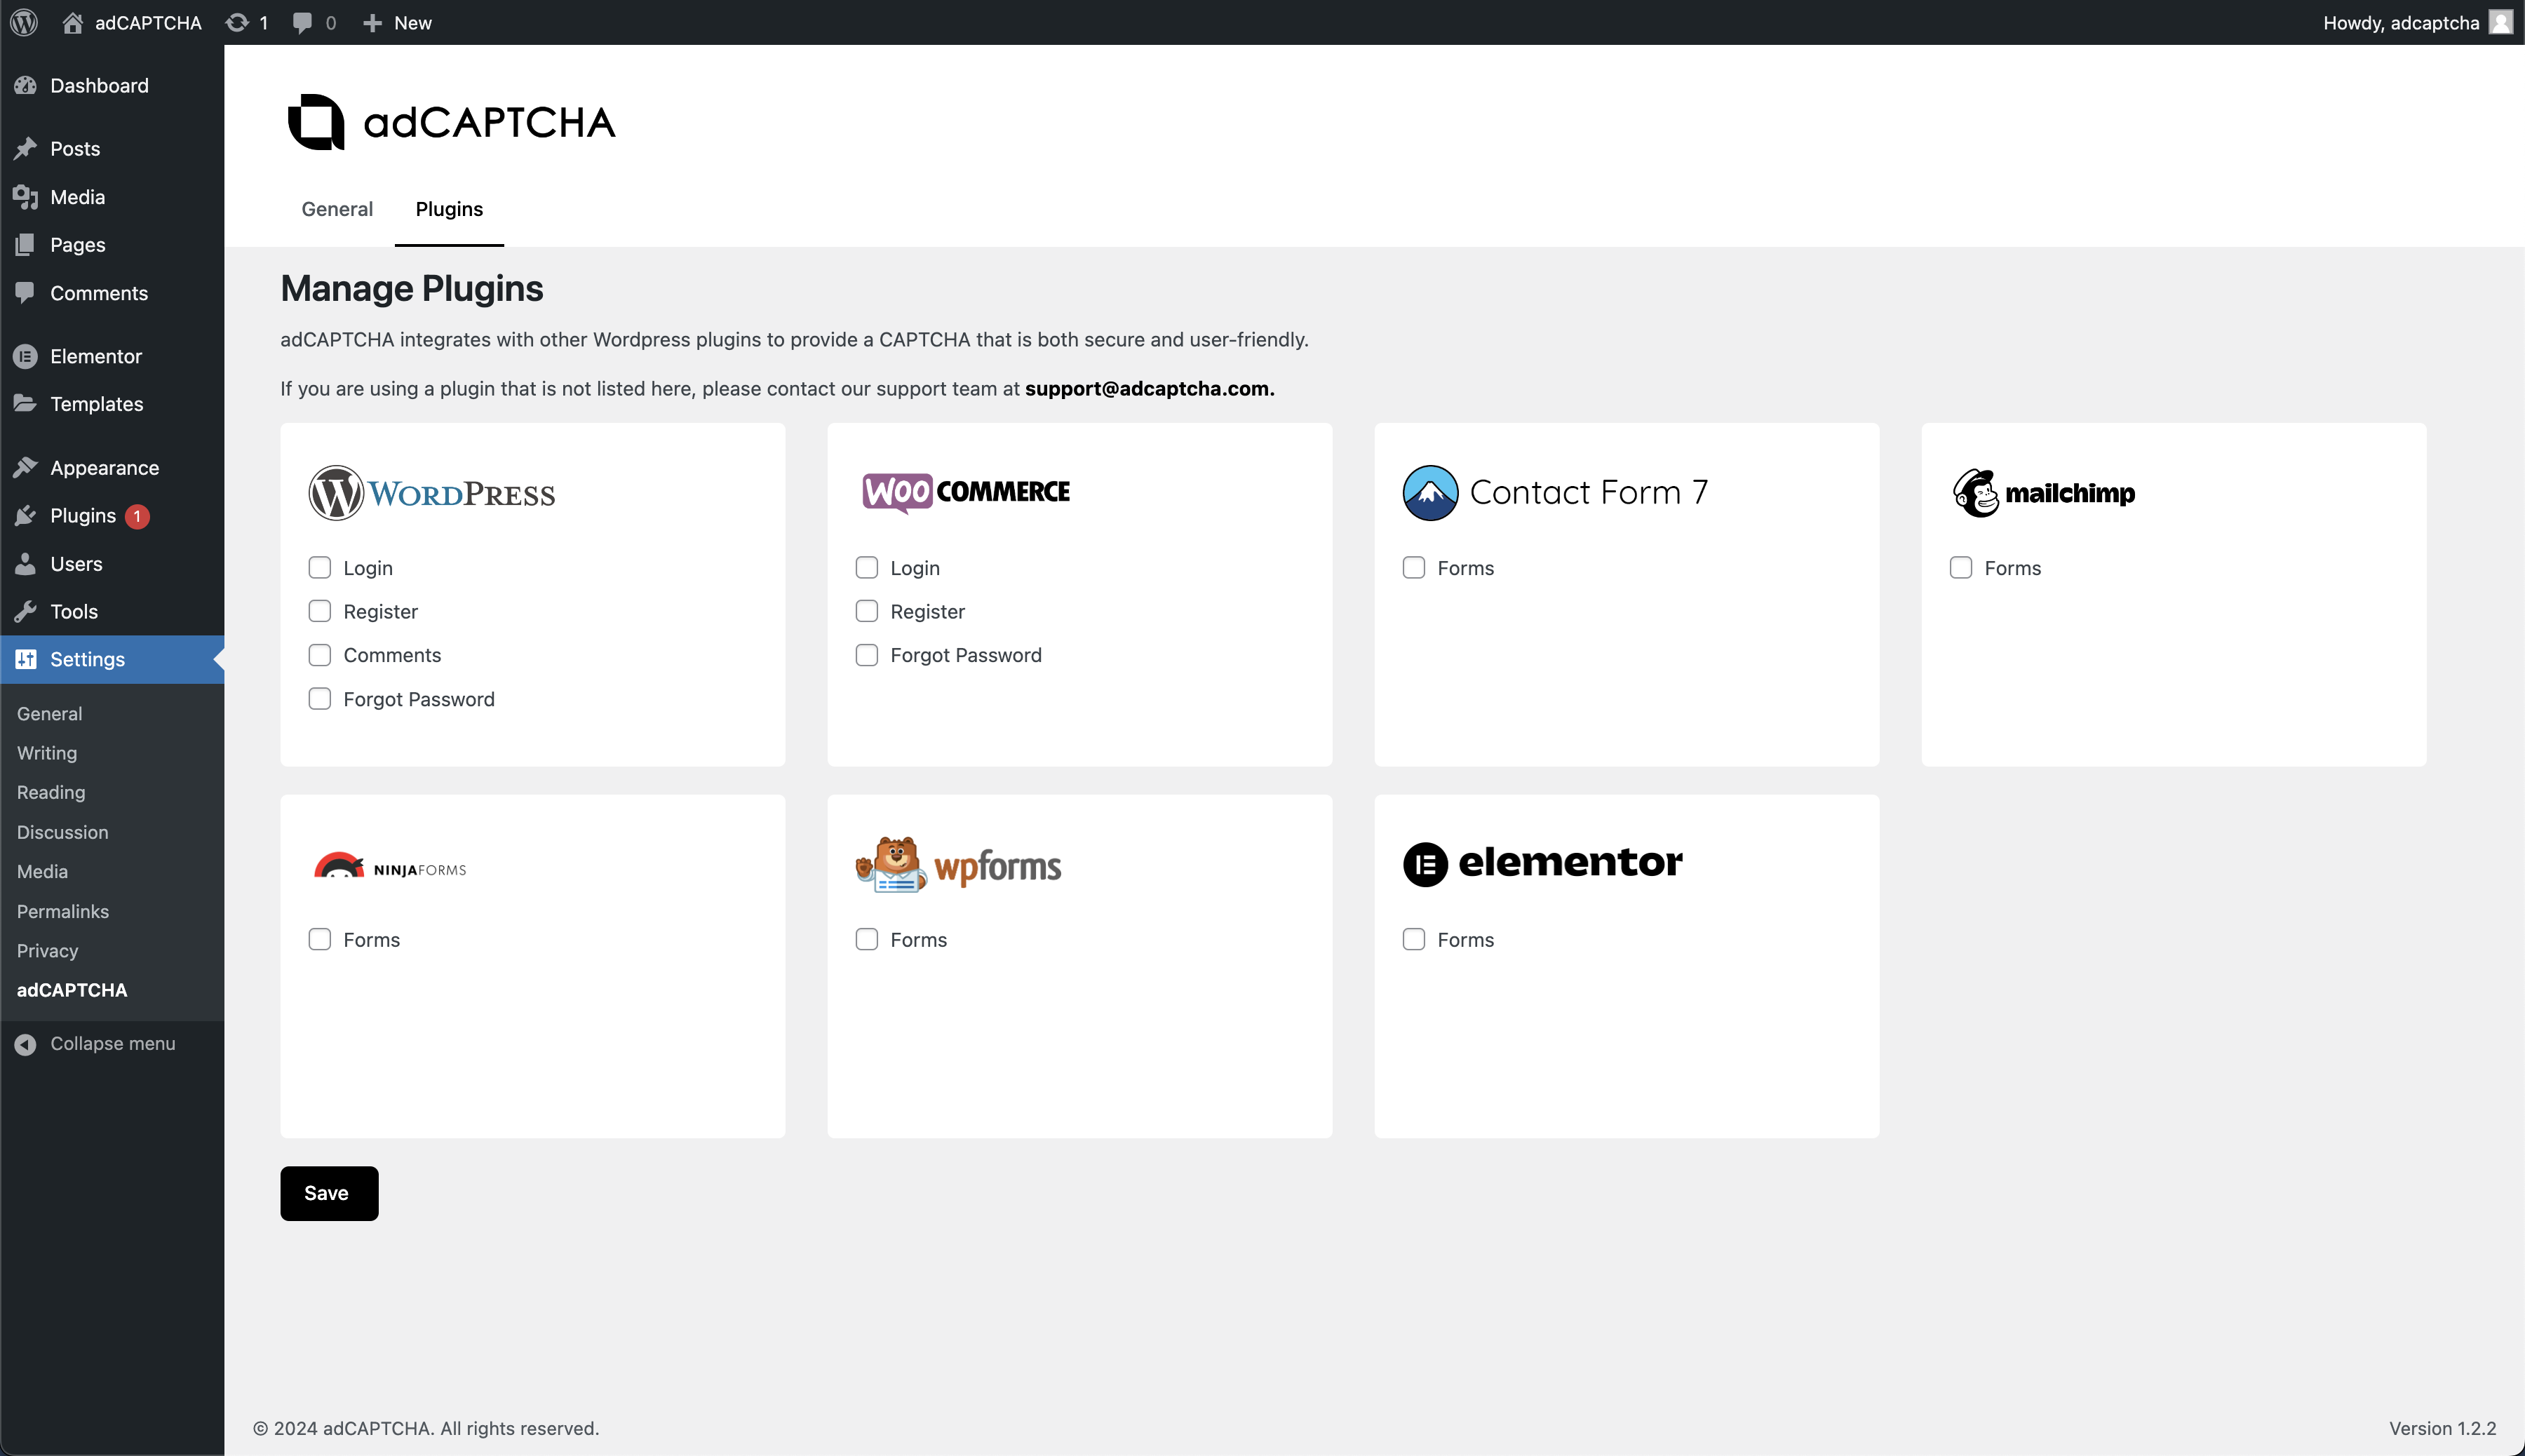 adCAPTCHA 1 0 New Howdy, adcaptcha
Dashboard
Posts
Media
Pages
Comments
Elementor
Templates
Appearance
Plugins 1
Users
Tools
Settings
General
Writing
Reading
Discussion
Media
Permalinks
Privacy
adCAPTCHA
Collapse menu
adCAPTCHA
General Plugins
Manage Plugins
adCAPTCHA integrates with other Wordpress plugins to provide a CAPTCHA that is both secure and user-friendly.
If you are using a plugin that is not listed here, please contact our support team at support@adcaptcha.com.
WORDPRESS
Login
Register
Comments
Forgot Password
WOO COMMERCE
Login
Register
Forgot Password
Contact Form 7
Forms
mailchimp
Forms
NINJAFORMS
Forms
wpforms
Forms
elementor
Forms
Save
© 2024 adCAPTCHA. All rights reserved.
Version 1.2.2